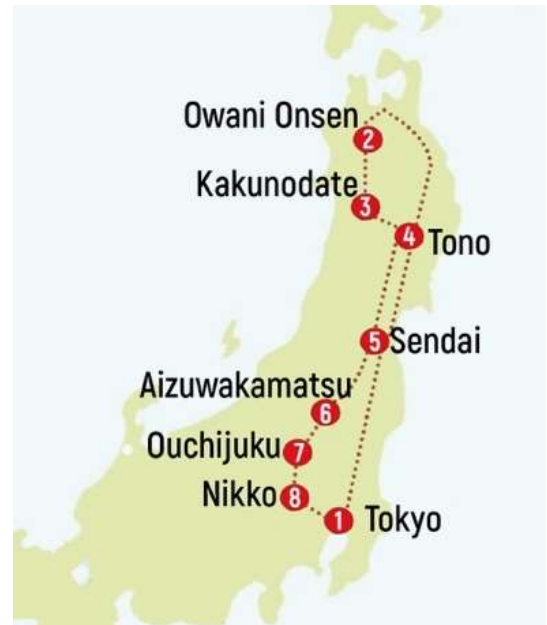 Owani Onsen
2
Kakunodate
3
4
Tono
5
Sendai
Aizuwakamatsu
6
Ouchijuku
7
Nikko
8
1
Tokyo